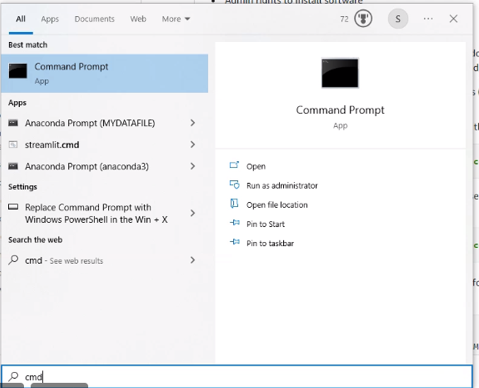 Admin rights to install software
All Apps Documents Web More 72 S
Best match
Command Prompt
App
Apps
Anaconda Prompt (MYDATAFILE)
streamlit.cmd
Anaconda Prompt (anaconda3)
Settings
Replace Command Prompt with
Windows PowerShell in the Win + X
Search the web
cmd - See web results
Command Prompt
App
Open
Run as administrator
Open file location
Pin to Start
Pin to taskbar
cmd